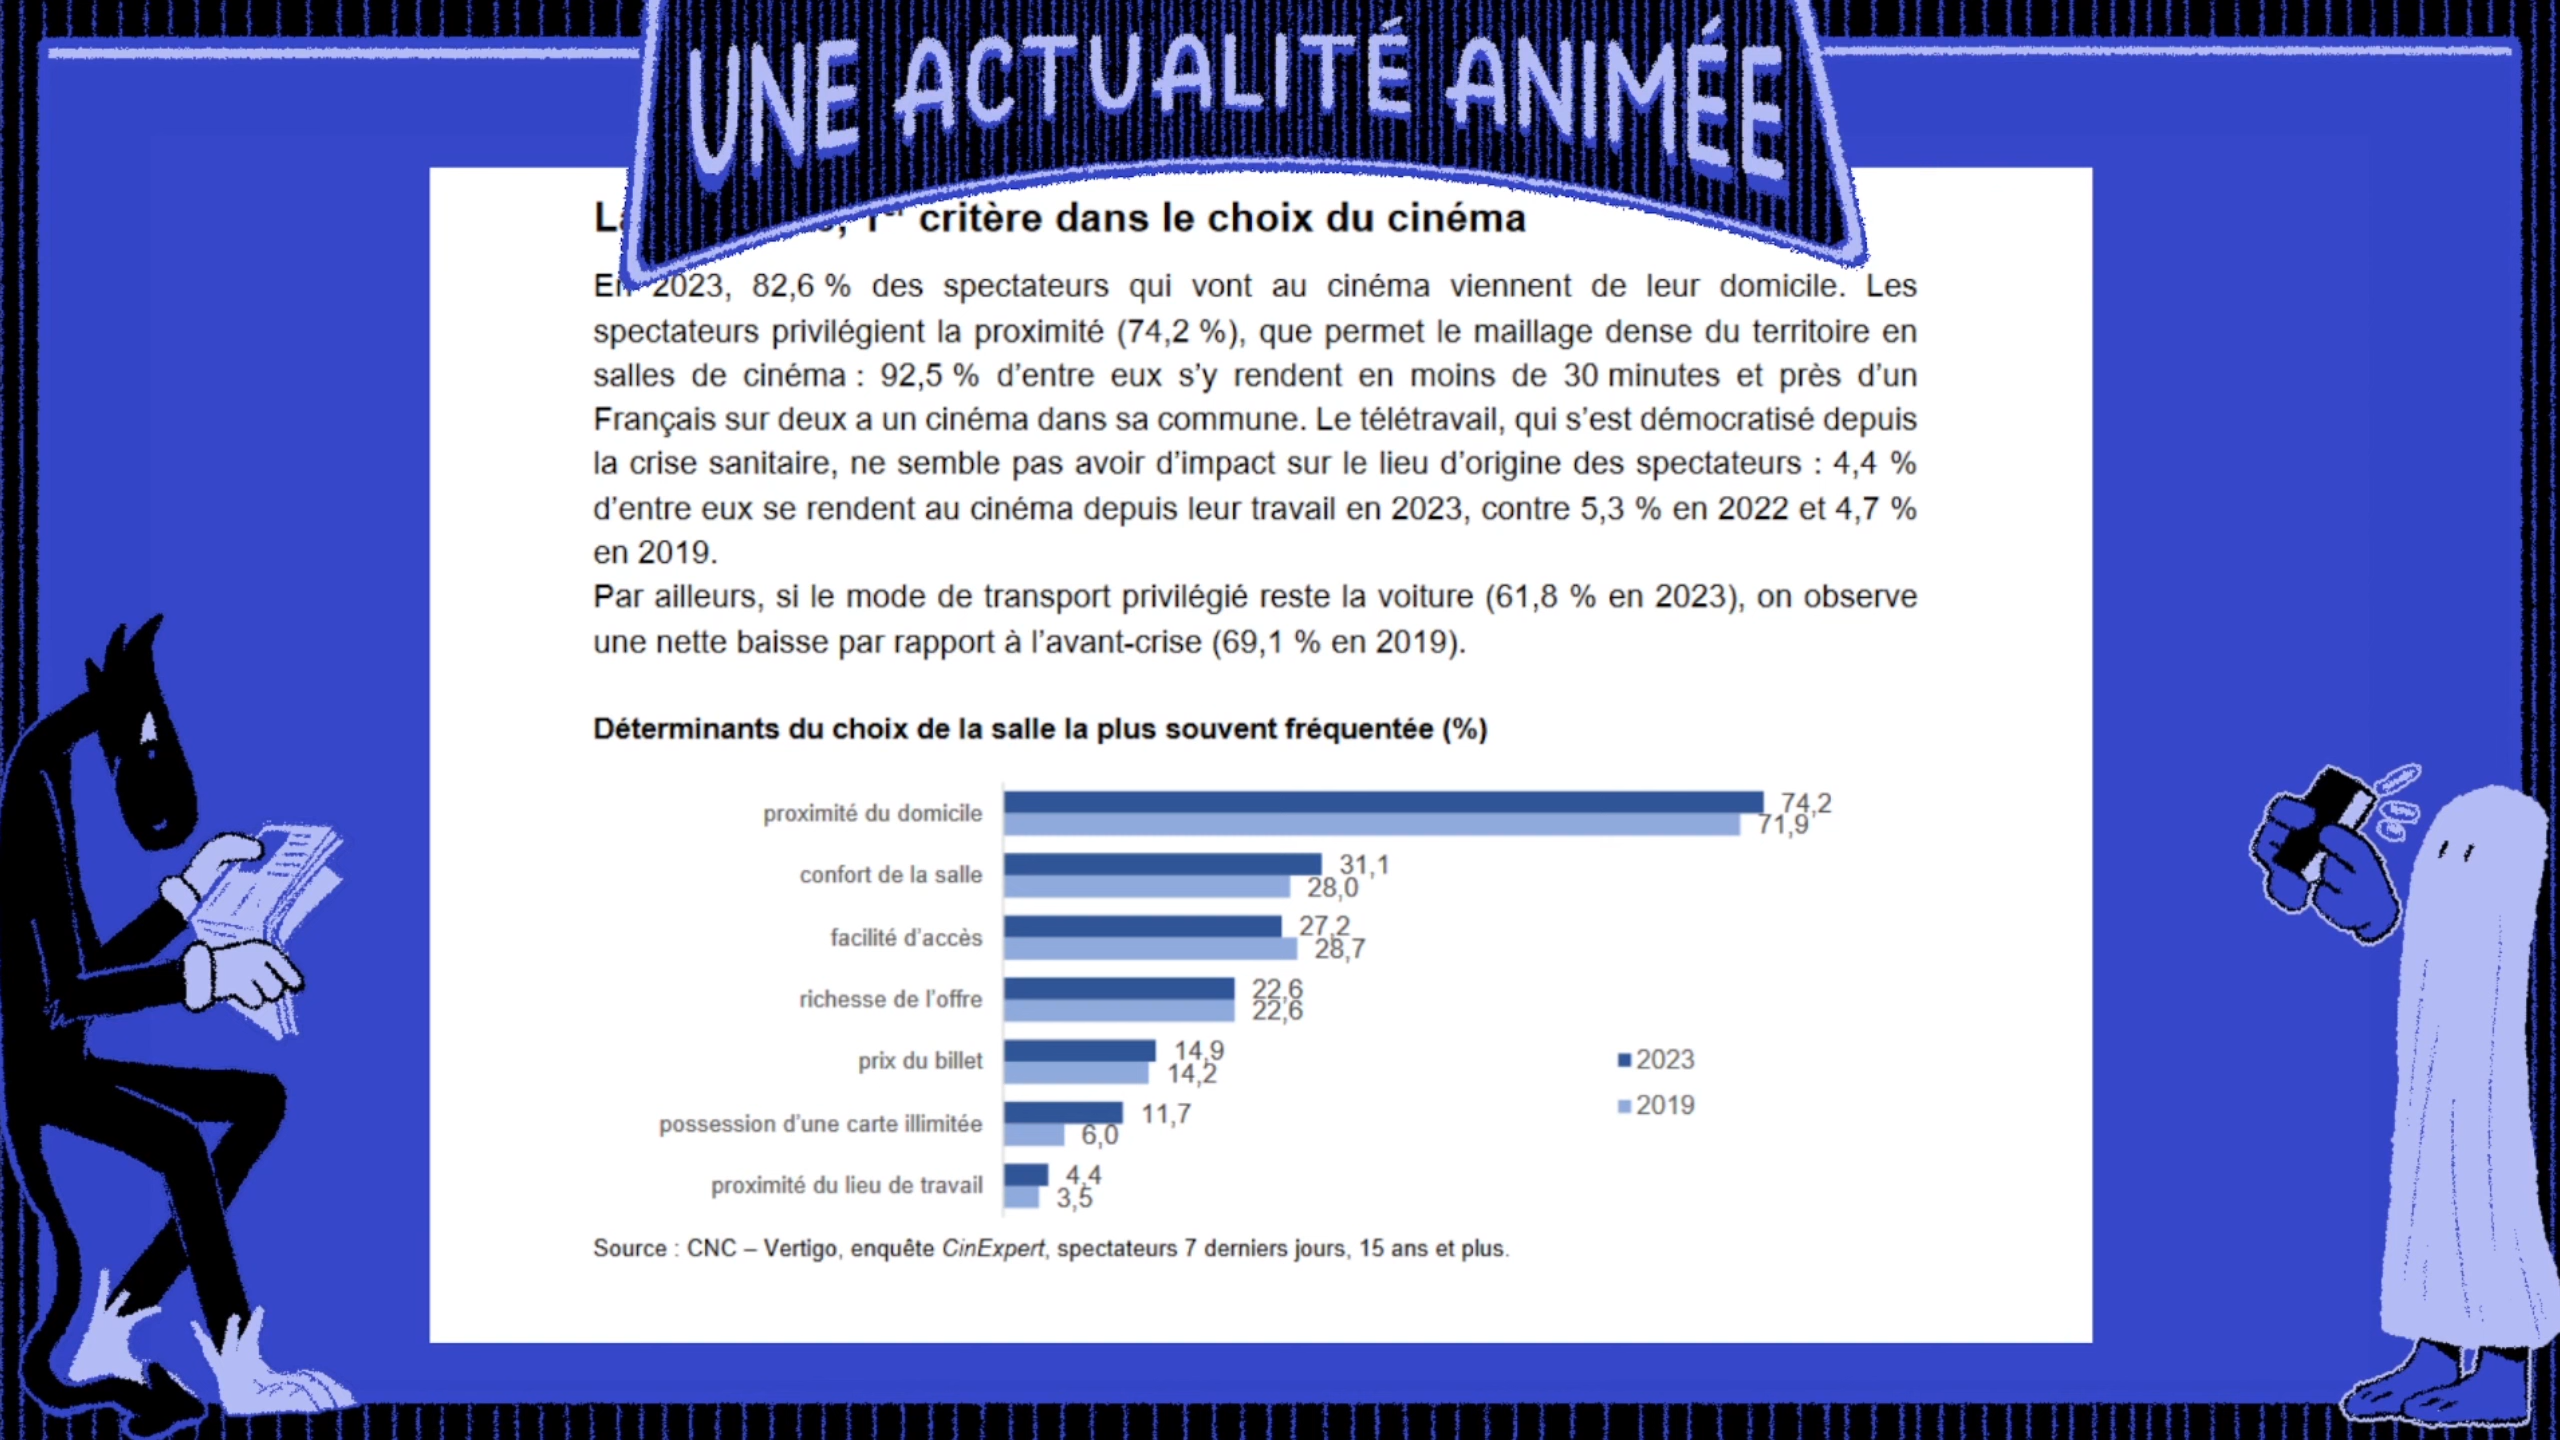 UNE ACTUALITÉ ANIMÉE
critère dans le choix du cinéma
En 2023, 82,6 % des spectateurs qui vont au cinéma viennent de leur domicile. Les
spectateurs privilégient la proximité (74,2 %), que permet le maillage dense du territoire en
salles de cinéma : 92,5 % d’entre eux s’y rendent en moins de 30 minutes et près d’un
Français sur deux a un cinéma dans sa commune. Le télétravail, qui s’est démocratisé depuis
la crise sanitaire, ne semble pas avoir d’impact sur le lieu d’origine des spectateurs : 4,4 %
d’entre eux se rendent au cinéma depuis leur travail en 2023, contre 5,3 % en 2022 et 4,7 %
en 2019.
Par ailleurs, si le mode de transport privilégié reste la voiture (61,8 % en 2023), on observe
une nette baisse par rapport à l’avant-crise (69,1 % en 2019).
Déterminants du choix de la salle la plus souvent fréquentée (%)
proximité du domicile 74,2
71,9
confort de la salle 31,1
28,0
facilité d’accès 27,2
28,7
richesse de l’offre 22,6
22,6
prix du billet 14,9
14,2
possession d’une carte illimitée 11,7
6,0
proximité du lieu de travail 4,4
3,5
2023
2019
Source : CNC – Vertigo, enquête CinExpert, spectateurs 7 derniers jours, 15 ans et plus.